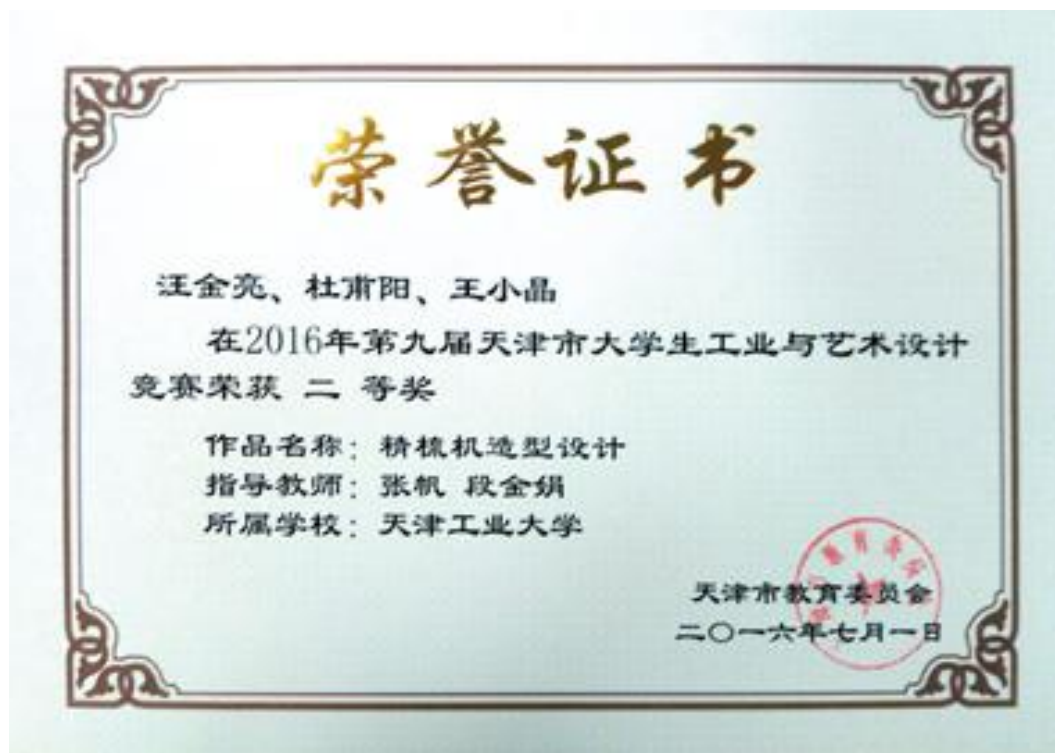 荣誉证书
汪金亮、杜甫阳、王小晶
在2016年第九届天津市大学生工业与艺术设计
竞赛荣获 二 等奖
作品名称：精梳机造型设计
指导教师：张帆 段金娟
所属学校：天津工业大学
天津市教育委员会
二〇一六年七月一日